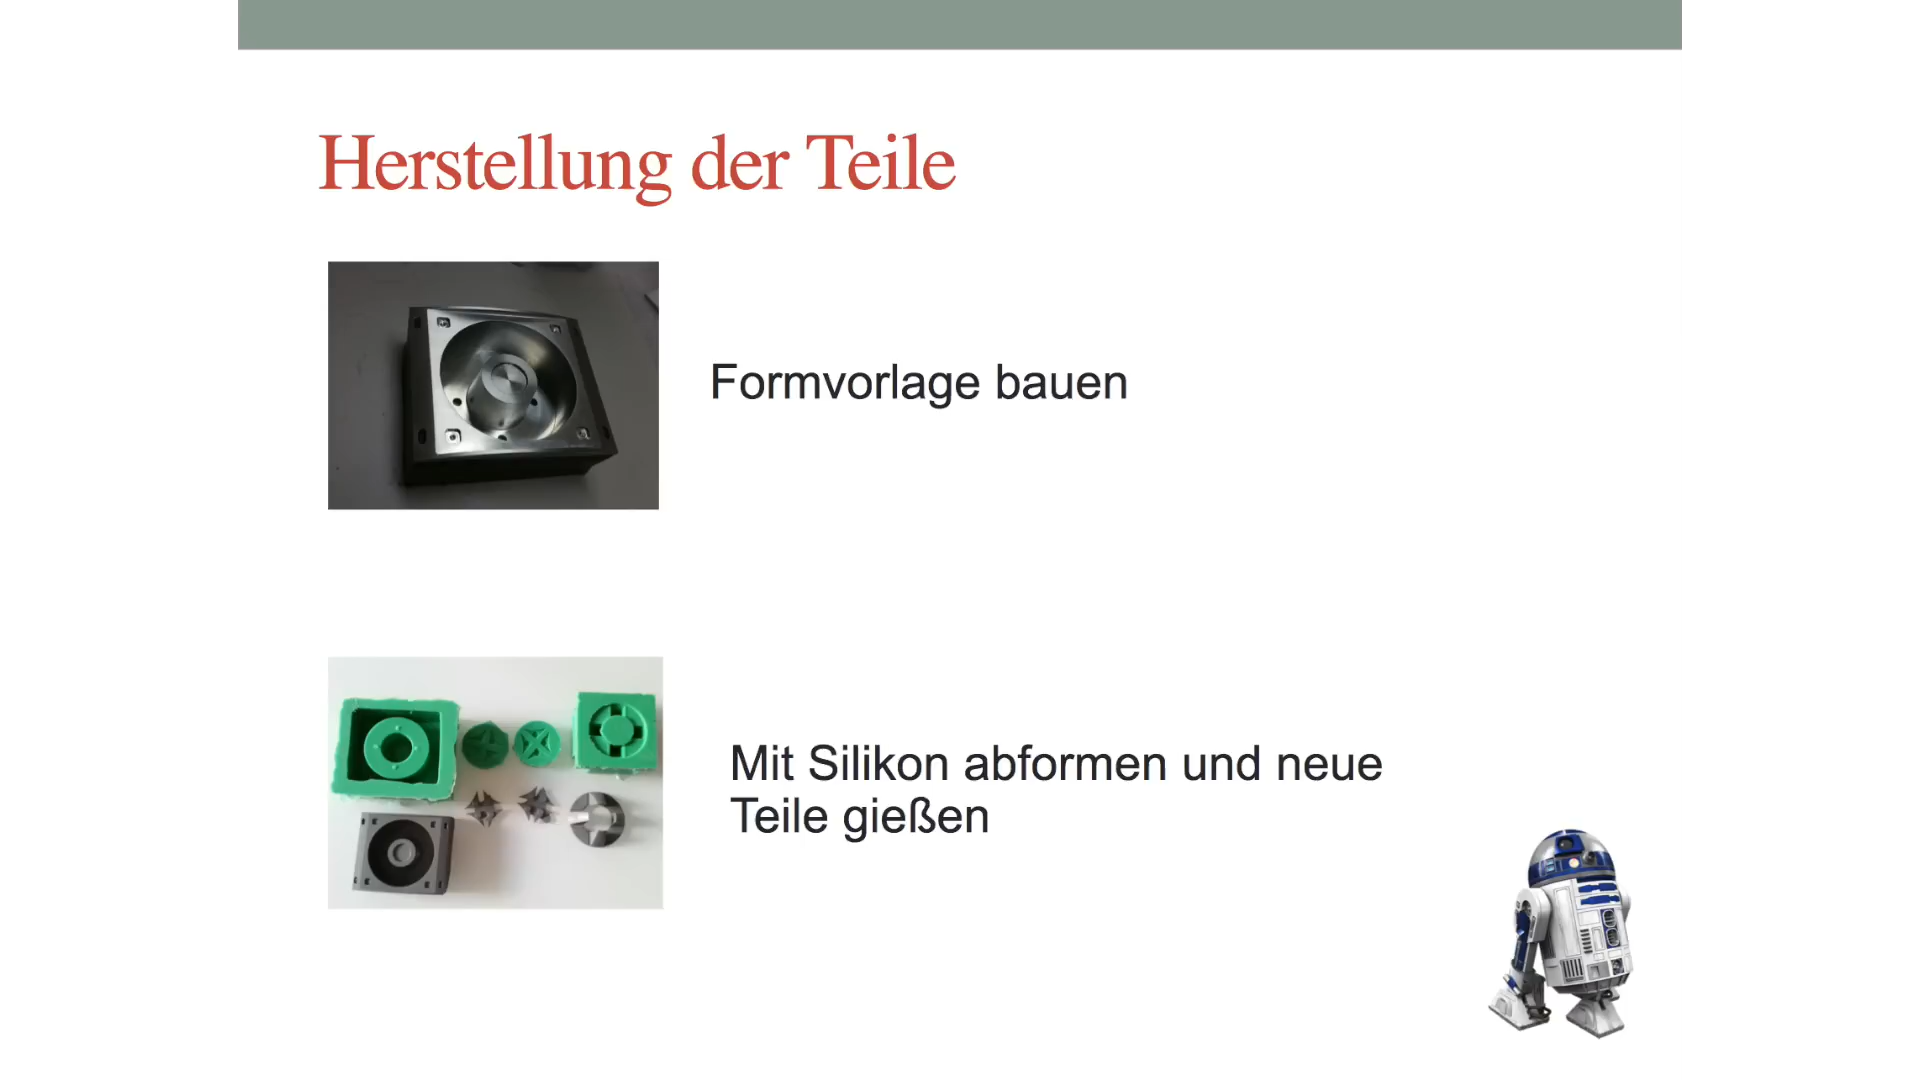 Herstellung der Teile
Formvorlage bauen
Mit Silikon abformen und neue
Teile gießen